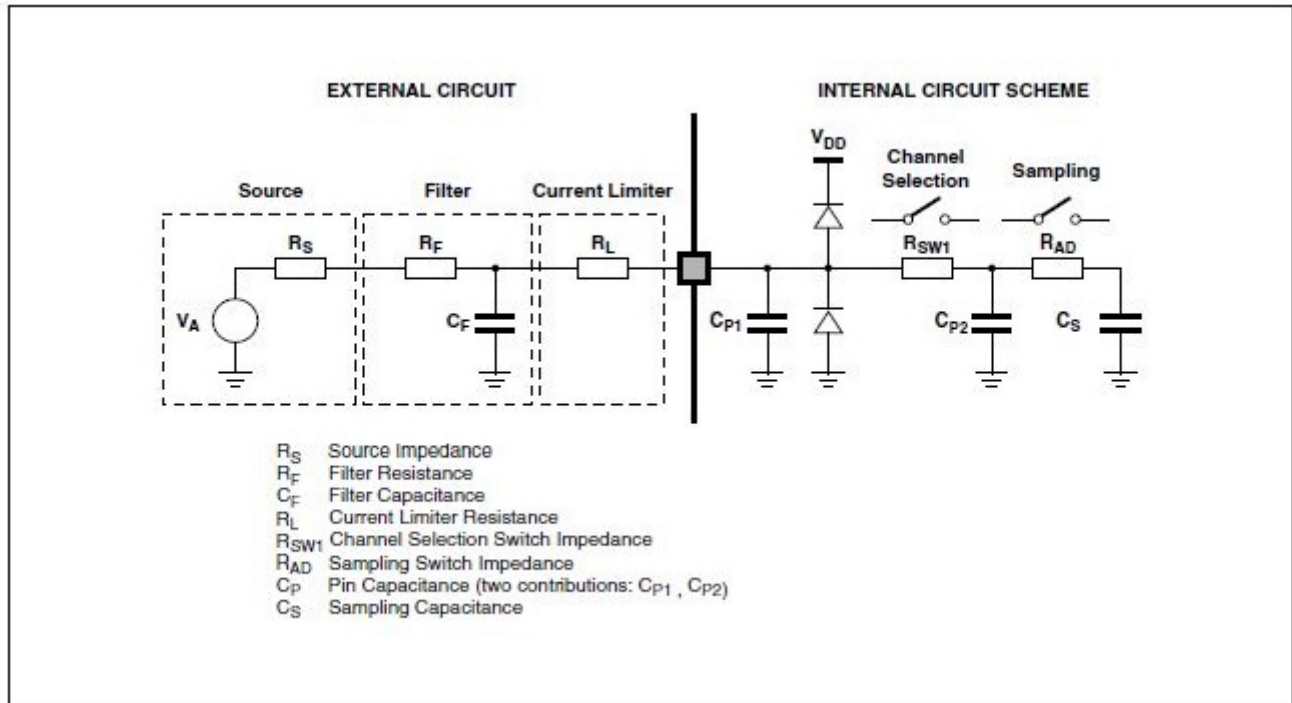 EXTERNAL CIRCUIT
INTERNAL CIRCUIT SCHEME
VDD
Channel
Selection
Sampling
Source
Filter
Current Limiter
RS
RF
RL
RSW1
RAD
VA
CF
CP1
CP2
CS
RS Source Impedance
RF Filter Resistance
CF Filter Capacitance
RL Current Limiter Resistance
RSW1 Channel Selection Switch Impedance
RAD Sampling Switch Impedance
CP Pin Capacitance (two contributions: CP1 , CP2)
CS Sampling Capacitance